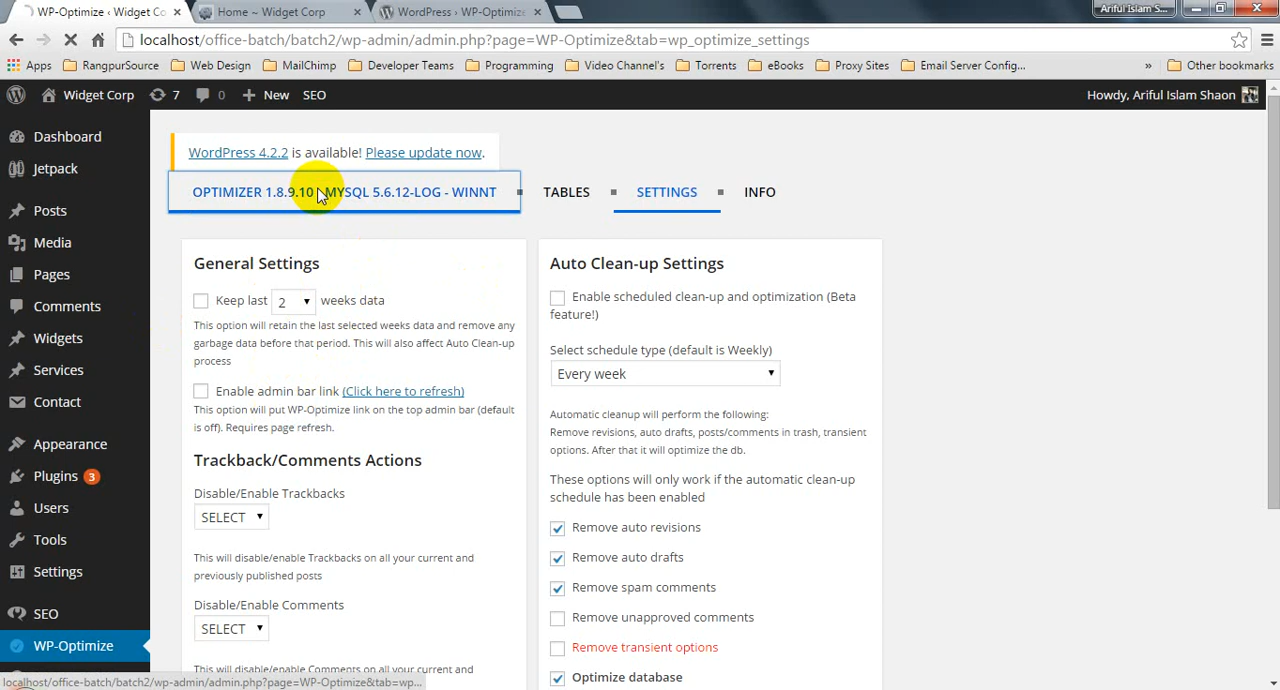 WP-Optimize ‹ Widget Co
Home ~ Widget Corp
WordPress › WP-Optimize
Ariful Islam S...
localhost/office-batch/batch2/wp-admin/admin.php?page=WP-Optimize&tab=wp_optimize_settings
Apps RangpurSource Web Design MailChimp Developer Teams Programming Video Channel's Torrents eBooks Proxy Sites Email Server Config... » Other bookmarks
Widget Corp 7 0 + New SEO Howdy, Ariful Islam Shaon
Dashboard
Jetpack
Posts
Media
Pages
Comments
Widgets
Services
Contact
Appearance
Plugins 3
Users
Tools
Settings
SEO
WP-Optimize
WordPress 4.2.2 is available! Please update now.
OPTIMIZER 1.8.9.10 MYSQL 5.6.12-LOG - WINNT TABLES SETTINGS INFO
General Settings
Keep last 2 weeks data
This option will retain the last selected weeks data and remove any
garbage data before that period. This will also affect Auto Clean-up
process
Enable admin bar link (Click here to refresh)
This option will put WP-Optimize link on the top admin bar (default
is off). Requires page refresh.
Trackback/Comments Actions
Disable/Enable Trackbacks
SELECT
This will disable/enable Trackbacks on all your current and
previously published posts
Disable/Enable Comments
SELECT
This will disable/enable Comments on all your current and
Auto Clean-up Settings
Enable scheduled clean-up and optimization (Beta
feature!)
Select schedule type (default is Weekly)
Every week
Automatic cleanup will perform the following:
Remove revisions, auto drafts, posts/comments in trash, transient
options. After that it will optimize the db.
These options will only work if the automatic clean-up
schedule has been enabled
Remove auto revisions
Remove auto drafts
Remove spam comments
Remove unapproved comments
Remove transient options
Optimize database
localhost/office-batch/batch2/wp-admin/admin.php?page=WP-Optimize&tab=wp...